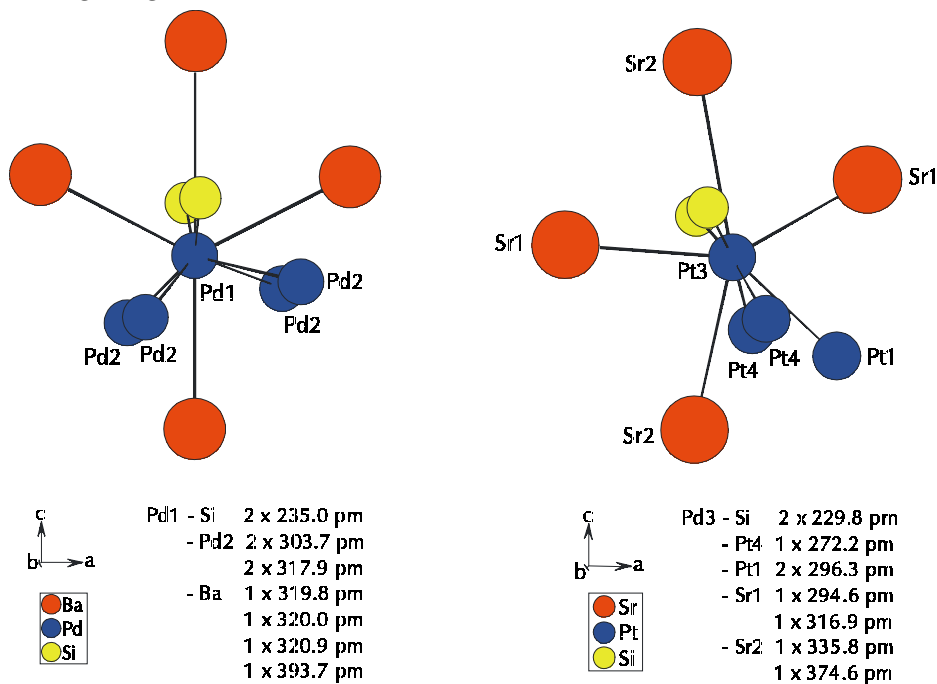 Sr2
Sr1
Sr1
Pt3
Pd1
Pd2
Pd2
Pd2
Pd2
Pt4
Pt4
Pt1
Sr2
c
b
a
Pd1 - Si 2 x 235.0 pm
- Pd2 2 x 303.7 pm
2 x 317.9 pm
- Ba 1 x 319.8 pm
1 x 320.0 pm
1 x 320.9 pm
1 x 393.7 pm
Ba
Pd
Si
c
b
a
Pd3 - Si 2 x 229.8 pm
- Pt4 1 x 272.2 pm
- Pt1 2 x 296.3 pm
- Sr1 1 x 294.6 pm
1 x 316.9 pm
- Sr2 1 x 335.8 pm
1 x 374.6 pm
Sr
Pt
Si